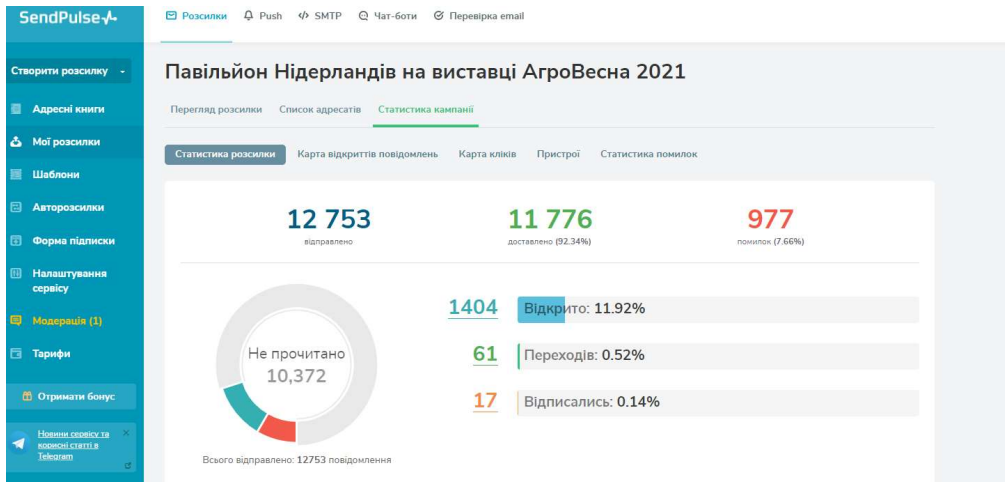 SendPulse
Розсилки Push </> SMTP Чат-боти Перевірка email
Створити розсилку
Адресні книги
Мої розсилки
Шаблони
Авторозсилки
Форма підписки
Налаштування
сервісу
Модерація (1)
Тарифи
Отримати бонус
Новини сервісу та
корисні статті в
Telegram
Павільйон Нідерландів на виставці АгроВесна 2021
Перегляд розсилки Список адресатів Статистика кампанії
Статистика розсилки Карта відкриттів повідомлень Карта кліків Пристрої Статистика помилок
12 753 11 776 977
відправлено доставлено (92.34%) помилок (7.66%)
Не прочитано
10,372
1404 Відкрито: 11.92%
61 Переходів: 0.52%
17 Відписались: 0.14%
Всього відправлено: 12753 повідомлення